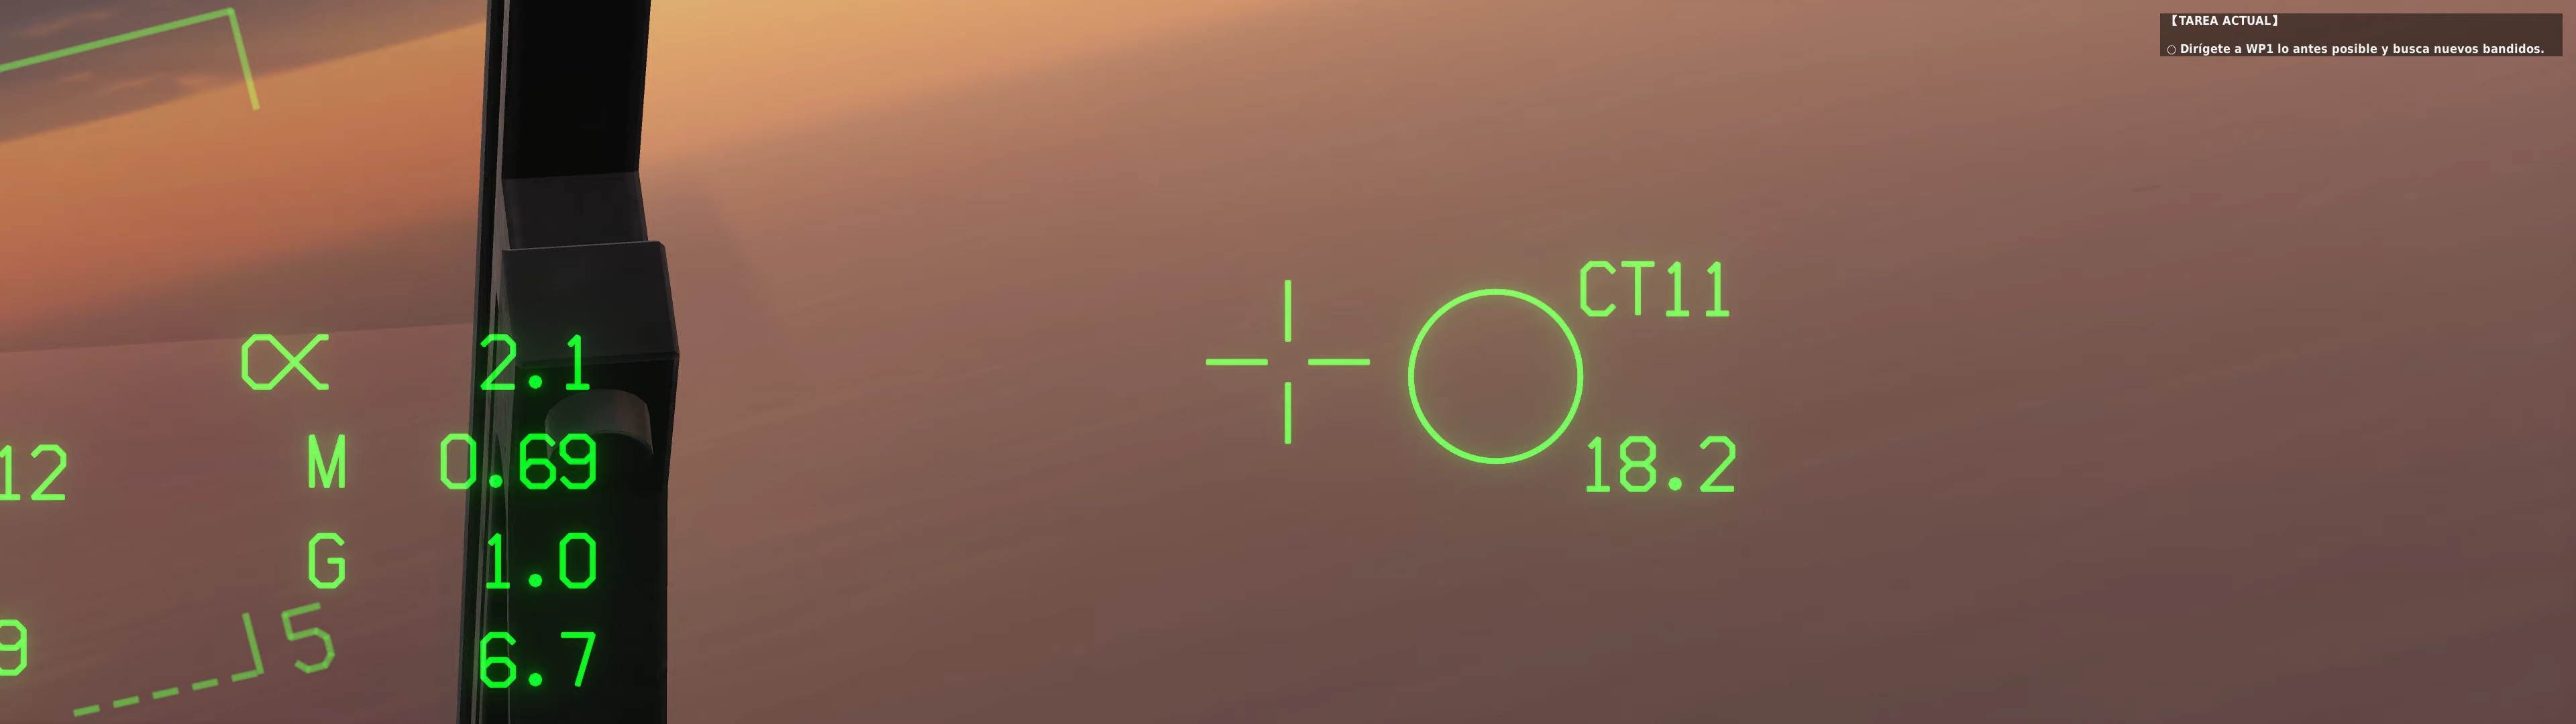 【TAREA ACTUAL】
○ Dirígete a WP1 lo antes posible y busca nuevos bandidos.
CT11
18.2
α 2.1
12
M 0.69
G 1.0
9
5
6.7